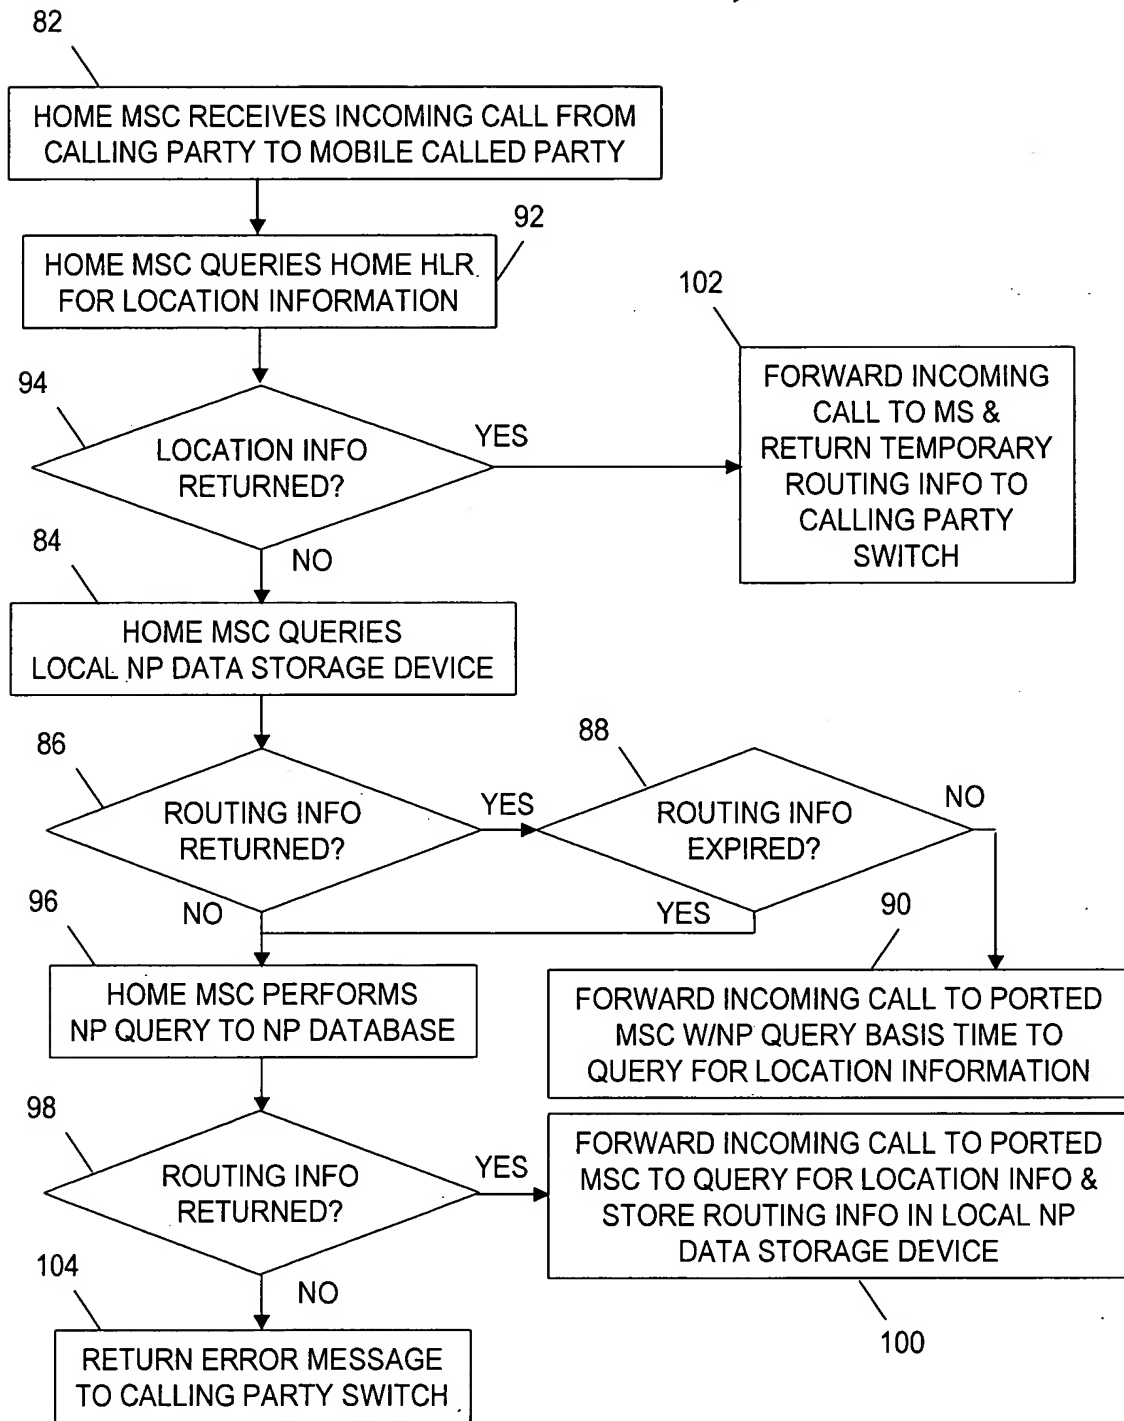 82
HOME MSC RECEIVES INCOMING CALL FROM
CALLING PARTY TO MOBILE CALLED PARTY
92
HOME MSC QUERIES HOME HLR
FOR LOCATION INFORMATION
102
FORWARD INCOMING
CALL TO MS &
RETURN TEMPORARY
ROUTING INFO TO
CALLING PARTY
SWITCH
94
LOCATION INFO
RETURNED?
YES
NO
84
HOME MSC QUERIES
LOCAL NP DATA STORAGE DEVICE
86
ROUTING INFO
RETURNED?
YES
NO
88
ROUTING INFO
EXPIRED?
NO
YES
96
HOME MSC PERFORMS
NP QUERY TO NP DATABASE
90
FORWARD INCOMING CALL TO PORTED
MSC W/NP QUERY BASIS TIME TO
QUERY FOR LOCATION INFORMATION
98
ROUTING INFO
RETURNED?
YES
NO
FORWARD INCOMING CALL TO PORTED
MSC TO QUERY FOR LOCATION INFO &
STORE ROUTING INFO IN LOCAL NP
DATA STORAGE DEVICE
100
104
RETURN ERROR MESSAGE
TO CALLING PARTY SWITCH